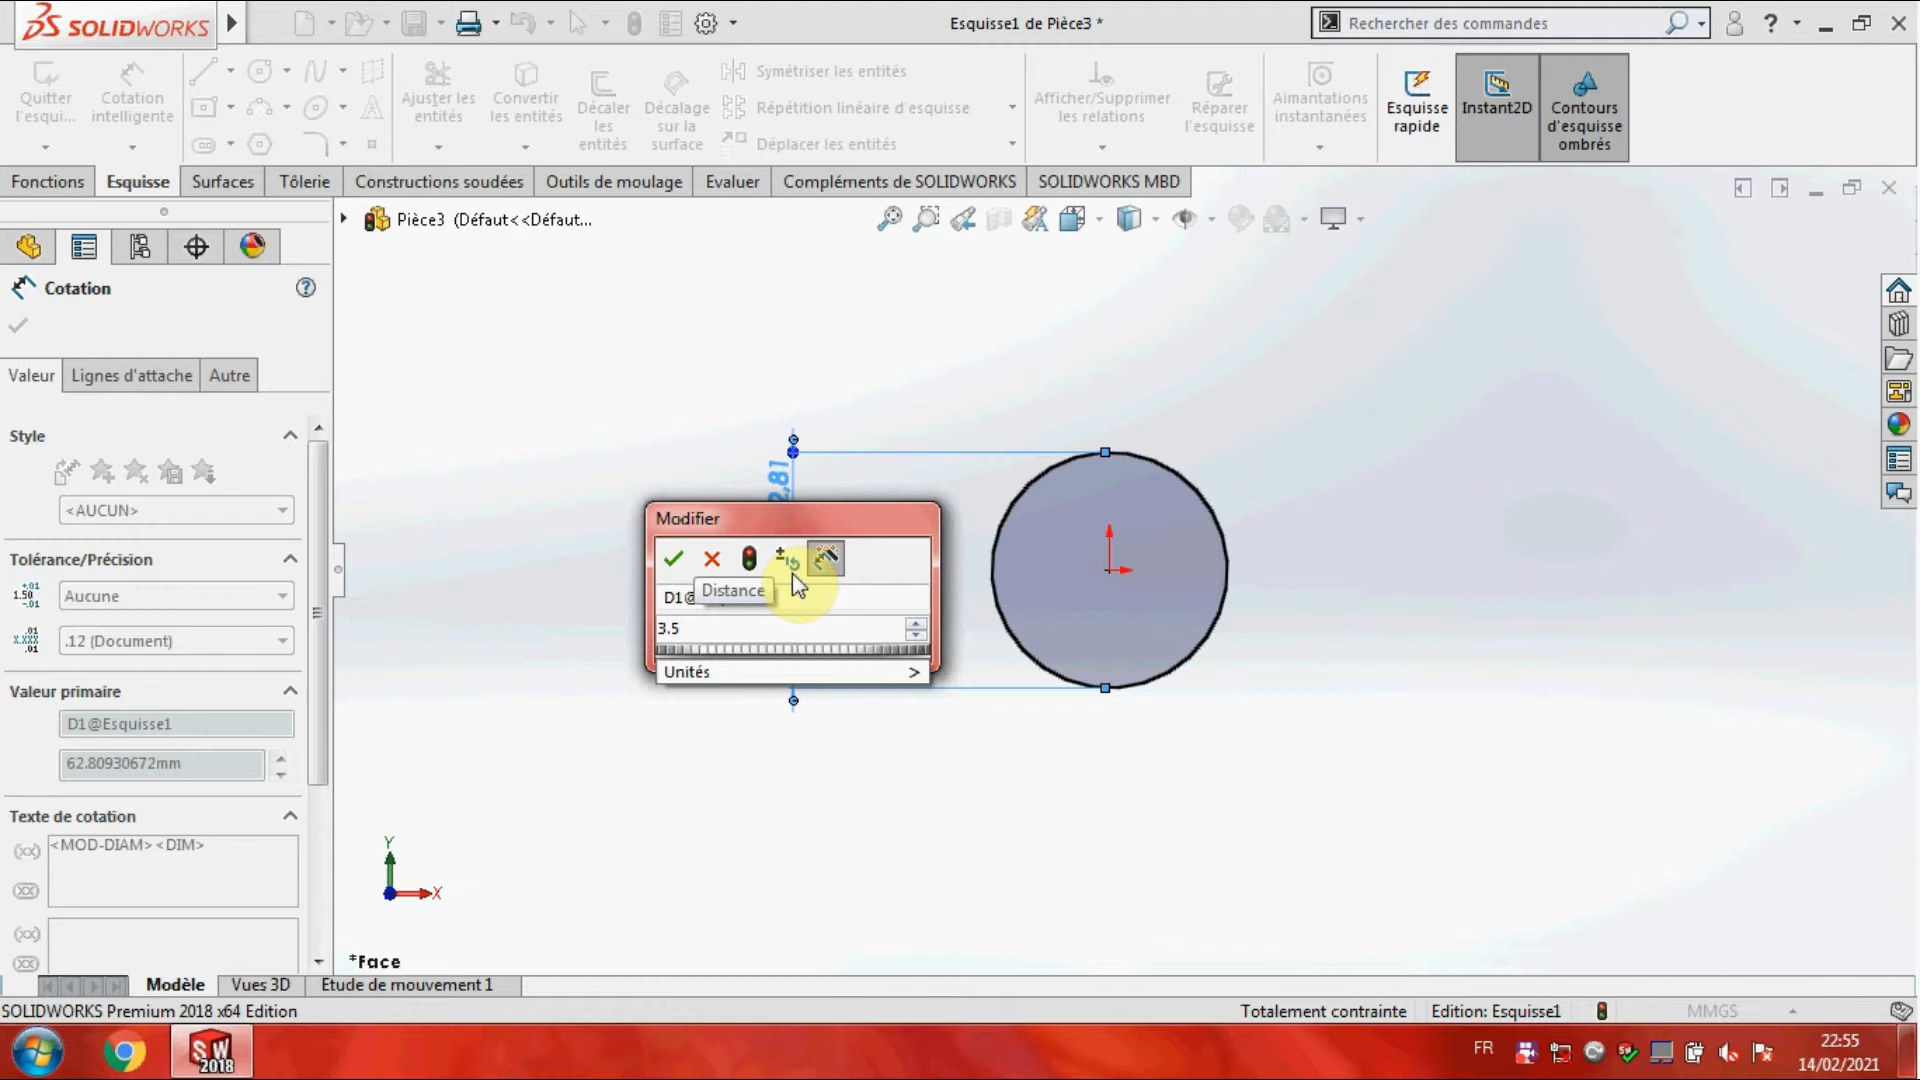 SOLIDWORKS
Esquisse1 de Pièce3 *
Rechercher des commandes
?
Quitter l'esqui...
Cotation intelligente
Ajuster les entités
Convertir les entités
Décaler les entités
Décalage sur la surface
Symétriser les entités
Répétition linéaire d'esquisse
Déplacer les entités
Afficher/Supprimer les relations
Réparer l'esquisse
Aimantations instantanées
Esquisse rapide
Instant2D
Contours d'esquisse ombrés
Fonctions
Esquisse
Surfaces
Tôlerie
Constructions soudées
Outils de moulage
Evaluer
Compléments de SOLIDWORKS
SOLIDWORKS MBD
Pièce3 (Défaut<<Défaut...
Cotation
Valeur
Lignes d'attache
Autre
Style
<AUCUN>
Tolérance/Précision
Aucune
.12 (Document)
Valeur primaire
D1@Esquisse1
62.80930672mm
Texte de cotation
<MOD-DIAM><DIM>
2,81
Modifier
Distance
D1@
3.5
Unités >
Y
X
*Face
Modèle
Vues 3D
Etude de mouvement 1
SOLIDWORKS Premium 2018 x64 Edition
Totalement contrainte
Edition: Esquisse1
MMGS
SW 2018
FR
22:55
14/02/2021